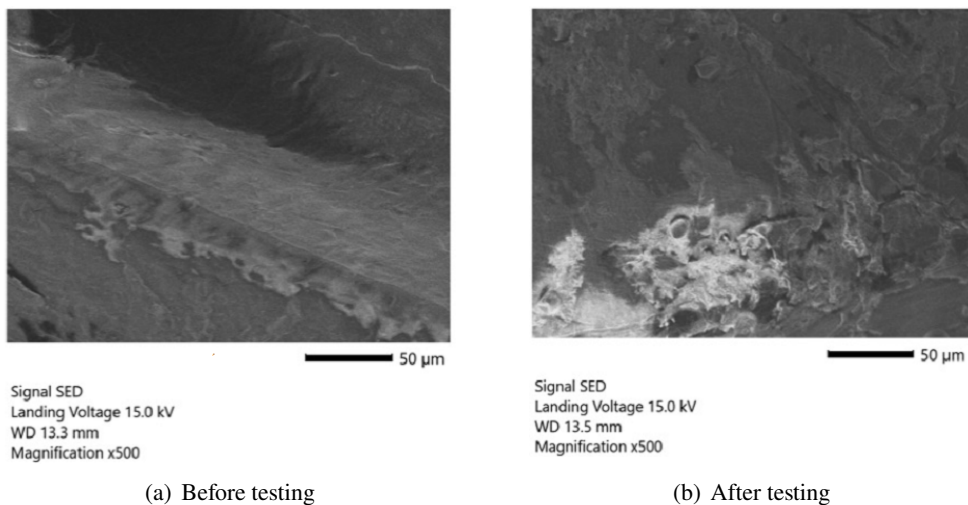 50 μm
Signal SED
Landing Voltage 15.0 kV
WD 13.3 mm
Magnification x500
(a) Before testing
50 μm
Signal SED
Landing Voltage 15.0 kV
WD 13.5 mm
Magnification x500
(b) After testing